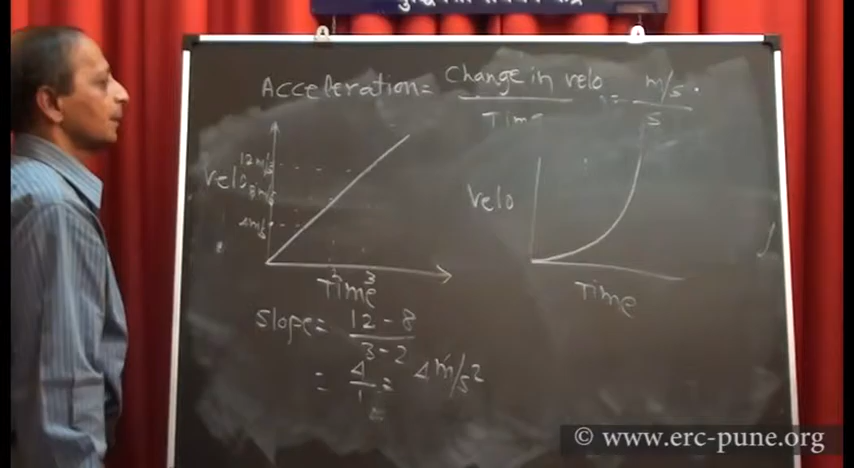 Acceleration = Change in velo / Time = m/s / s
Velo
12 m/s
8 m/s
4 m/s
2 3
Time
Velo
Time
Slope = 12 - 8 / 3 - 2
= 4 / 1 = 4 m/s²
© www.erc-pune.org